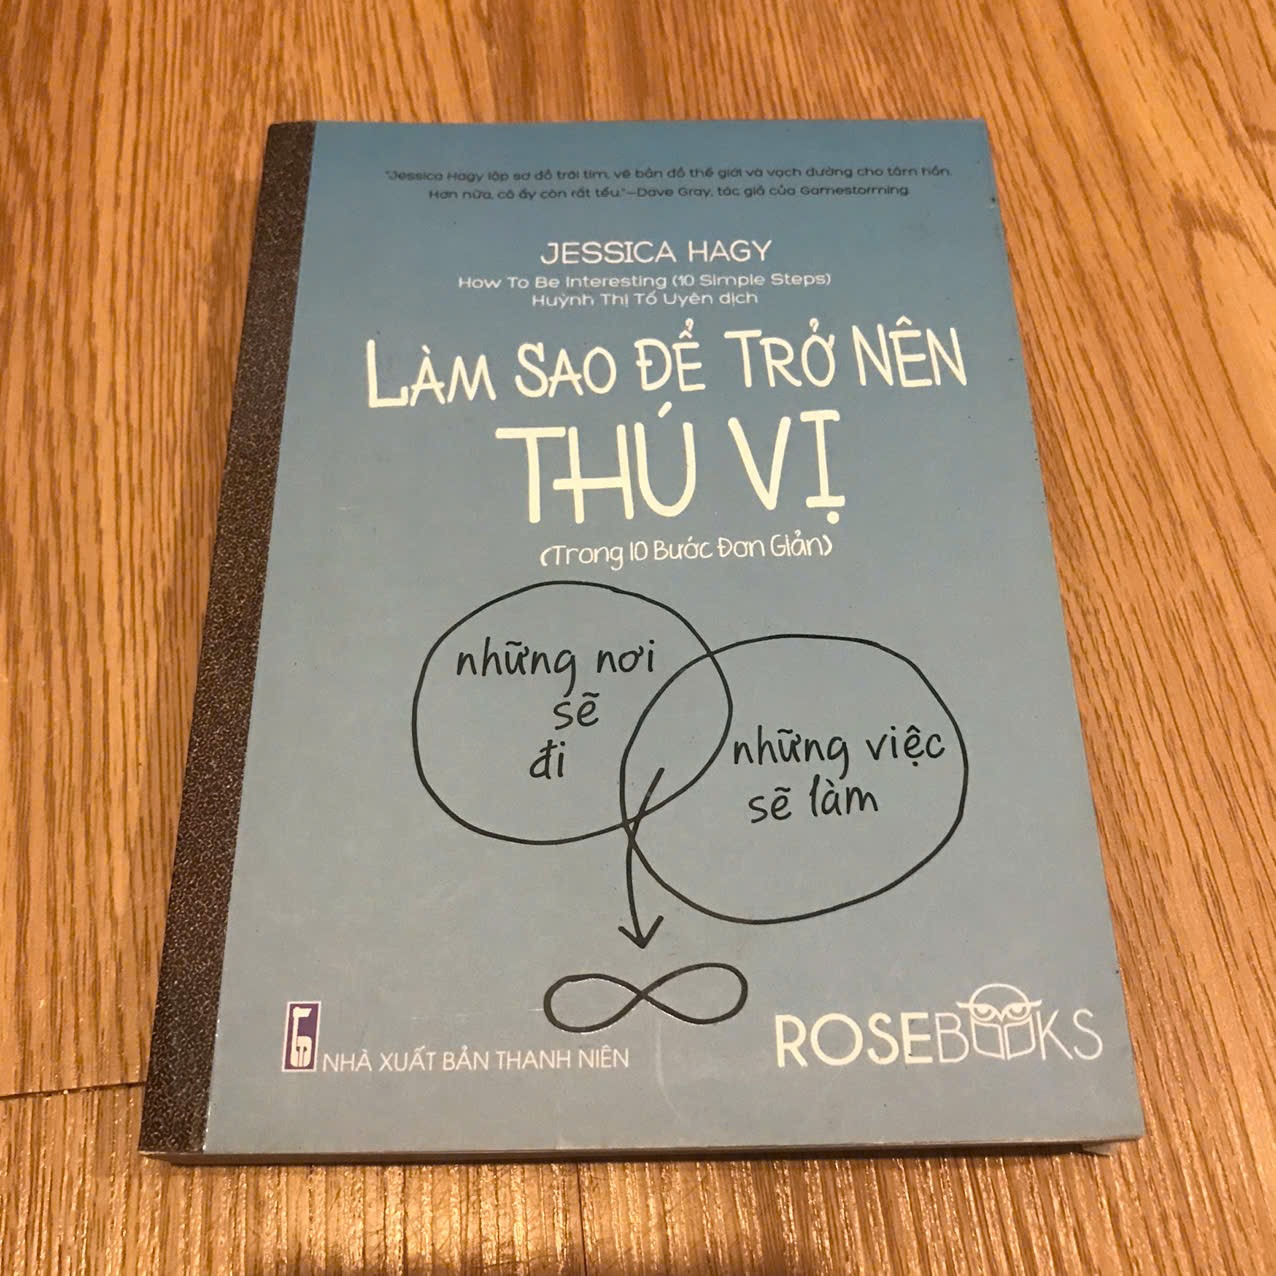 "Jessica Hagy lập sơ đồ trái tim, vẽ bản đồ thế giới và vạch đường cho tâm hồn.
Hơn nữa, cô ấy còn rất tếu."—Dave Gray, tác giả của Gamestorming.
JESSICA HAGY
How To Be Interesting (10 Simple Steps)
Huỳnh Thị Tố Uyên dịch
LÀM SAO ĐỂ TRỞ NÊN
THÚ VỊ
(Trong 10 Bước Đơn Giản)
những nơi
sẽ
đi
những việc
sẽ làm
NHÀ XUẤT BẢN THANH NIÊN
ROSEBOOKS